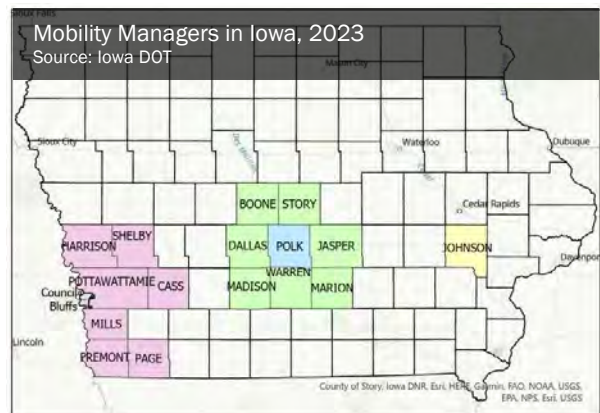 Sioux Falls
Mobility Managers in Iowa, 2023
Source: Iowa DOT
Mason City
Sioux City
Des Moines
Waterloo
Dubuque
BOONE STORY
Cedar Rapids
HARRISON SHELBY
DALLAS POLK JASPER
JOHNSON
Davenpor
POTTAWATTAMIE CASS
WARREN
MADISON MARION
Council
Bluffs
MILLS
Lincoln
FREMONT PAGE
County of Story, Iowa DNR, Esri, HERE, Garmin, FAO, NOAA, USGS,
EPA, NPS, Esri, USGS